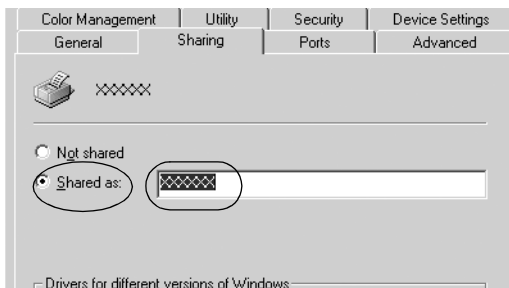 Color Management Utility Security Device Settings
General Sharing Ports Advanced
XXXXXX
Not shared
Shared as: XXXXXX
Drivers for different versions of Windows